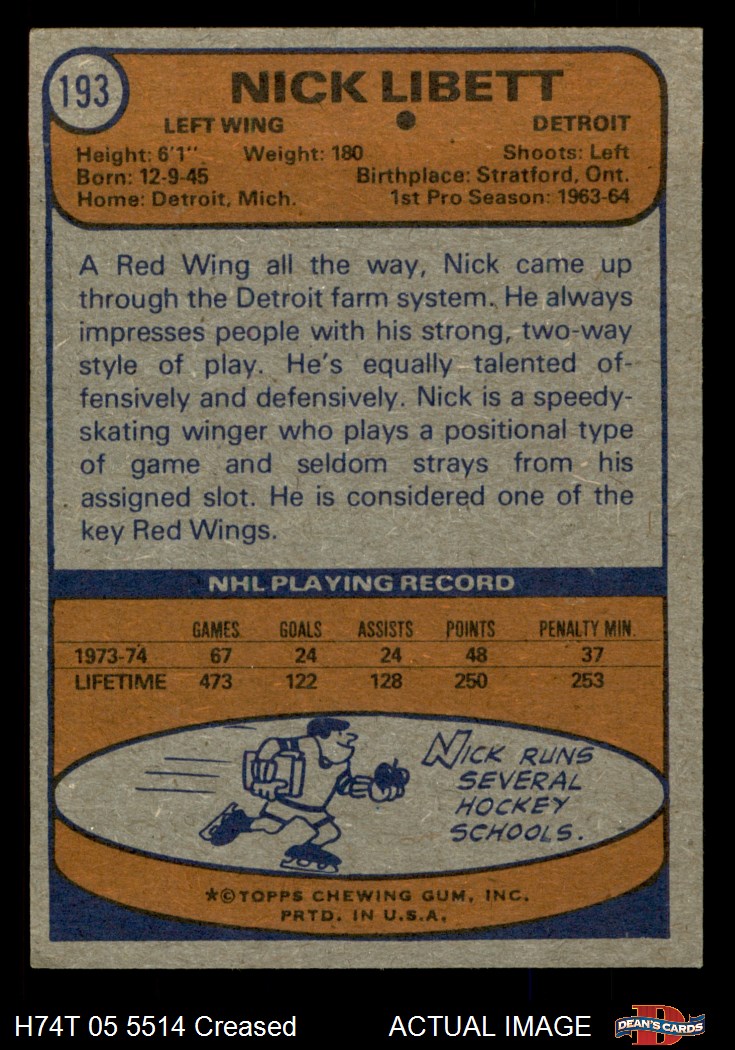 193
NICK LIBETT
LEFT WING DETROIT
Height: 6'1" Weight: 180 Shoots: Left
Born: 12-9-45 Birthplace: Stratford, Ont.
Home: Detroit, Mich. 1st Pro Season: 1963-64
A Red Wing all the way, Nick came up
through the Detroit farm system. He always
impresses people with his strong, two-way
style of play. He's equally talented of-
fensively and defensively. Nick is a speedy-
skating winger who plays a positional type
of game and seldom strays from his
assigned slot. He is considered one of the
key Red Wings.
NHL PLAYING RECORD
GAMES GOALS ASSISTS POINTS PENALTY MIN.
1973-74 67 24 24 48 37
LIFETIME 473 122 128 250 253
NICK RUNS
SEVERAL
HOCKEY
SCHOOLS.
*©TOPPS CHEWING GUM, INC.
PRTD. IN U.S.A.
H74T 05 5514 Creased ACTUAL IMAGE
D
DEAN'S CARDS